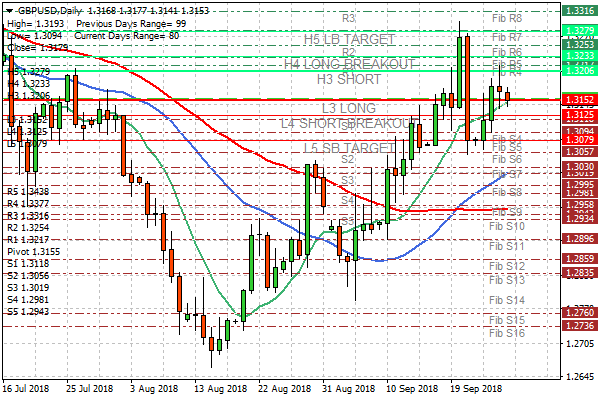 GBPUSD,Daily 1.3168 1.3177 1.3141 1.3153
High= 1.3193 Previous Days Range= 99
Low= 1.3094 Current Days Range= 80
Close= 1.3179
H5 1.3279
H4 1.3233
H3 1.3206
L4 1.3125
L5 1.3079
R5 1.3438
R4 1.3377
R3 1.3316
R2 1.3254
R1 1.3217
Pivot 1.3155
S1 1.3118
S2 1.3056
S3 1.3019
S4 1.2981
S5 1.2943
R3
H5 LB TARGET
R2
H4 LONG BREAKOUT
H3 SHORT
L3 LONG
L4 SHORT BREAKOUT
L5 SB TARGET
S2
S3
S4
S5
Fib R8
Fib R7
Fib R6
Fib R5
Fib R4
Fib S4
Fib S5
Fib S6
Fib S7
Fib S8
Fib S9
Fib S10
Fib S11
Fib S12
Fib S13
Fib S14
Fib S15
Fib S16
1.3316
1.3279
1.3253
1.3233
1.3206
1.3152
1.3125
1.3094
1.3079
1.3057
1.3030
1.3019
1.2995
1.2981
1.2958
1.2934
1.2896
1.2859
1.2835
1.2760
1.2736
1.2705
1.2645
16 Jul 2018
25 Jul 2018
3 Aug 2018
13 Aug 2018
22 Aug 2018
31 Aug 2018
10 Sep 2018
19 Sep 2018